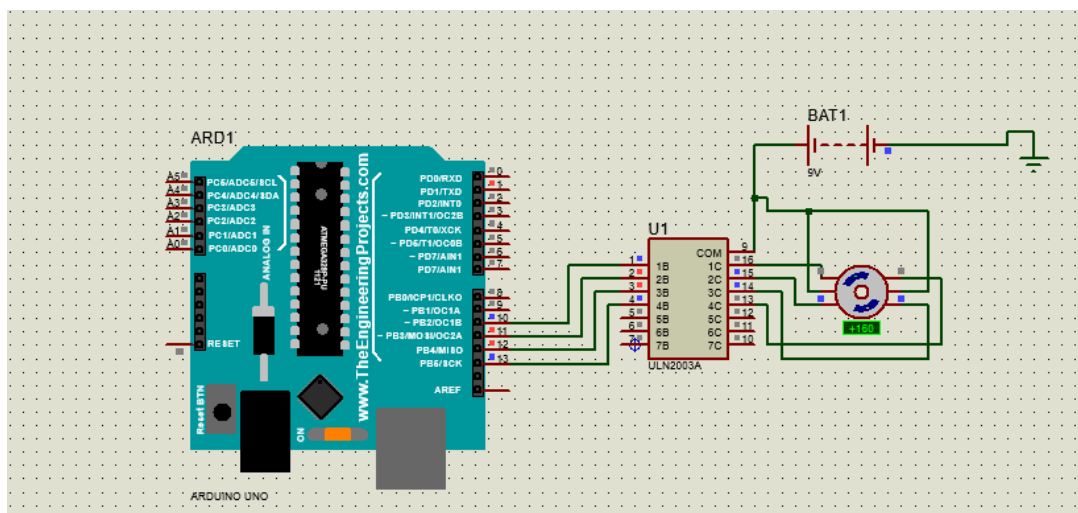 ARD1
A5
A4
A3
A2
A1
A0
PC5/ADC5/SCL
PC4/ADC4/SDA
PC3/ADC3
PC2/ADC2
PC1/ADC1
PC0/ADC0
ANALOG IN
RESET
Reset BTN
ON
ATMEGA328P-PU
1121
www.TheEngineeringProjects.com
PD0/RXD
PD1/TXD
PD2/INT0
~ PD3/INT1/OC2B
PD4/T0/XCK
~ PD5/T1/OC0B
~ PD7/AIN1
PD7/AIN1
0
1
2
3
4
5
6
7
PB0/ICP1/CLKO
~ PB1/OC1A
~ PB2/OC1B
~ PB3/MOSI/OC2A
PB4/MISO
PB5/SCK
AREF
8
9
10
11
12
13
ARDUINO UNO
U1
1
2
3
4
5
6
7
1B
2B
3B
4B
5B
6B
7B
COM
1C
2C
3C
4C
5C
6C
7C
9
16
15
14
13
12
11
10
ULN2003A
BAT1
9V
+160